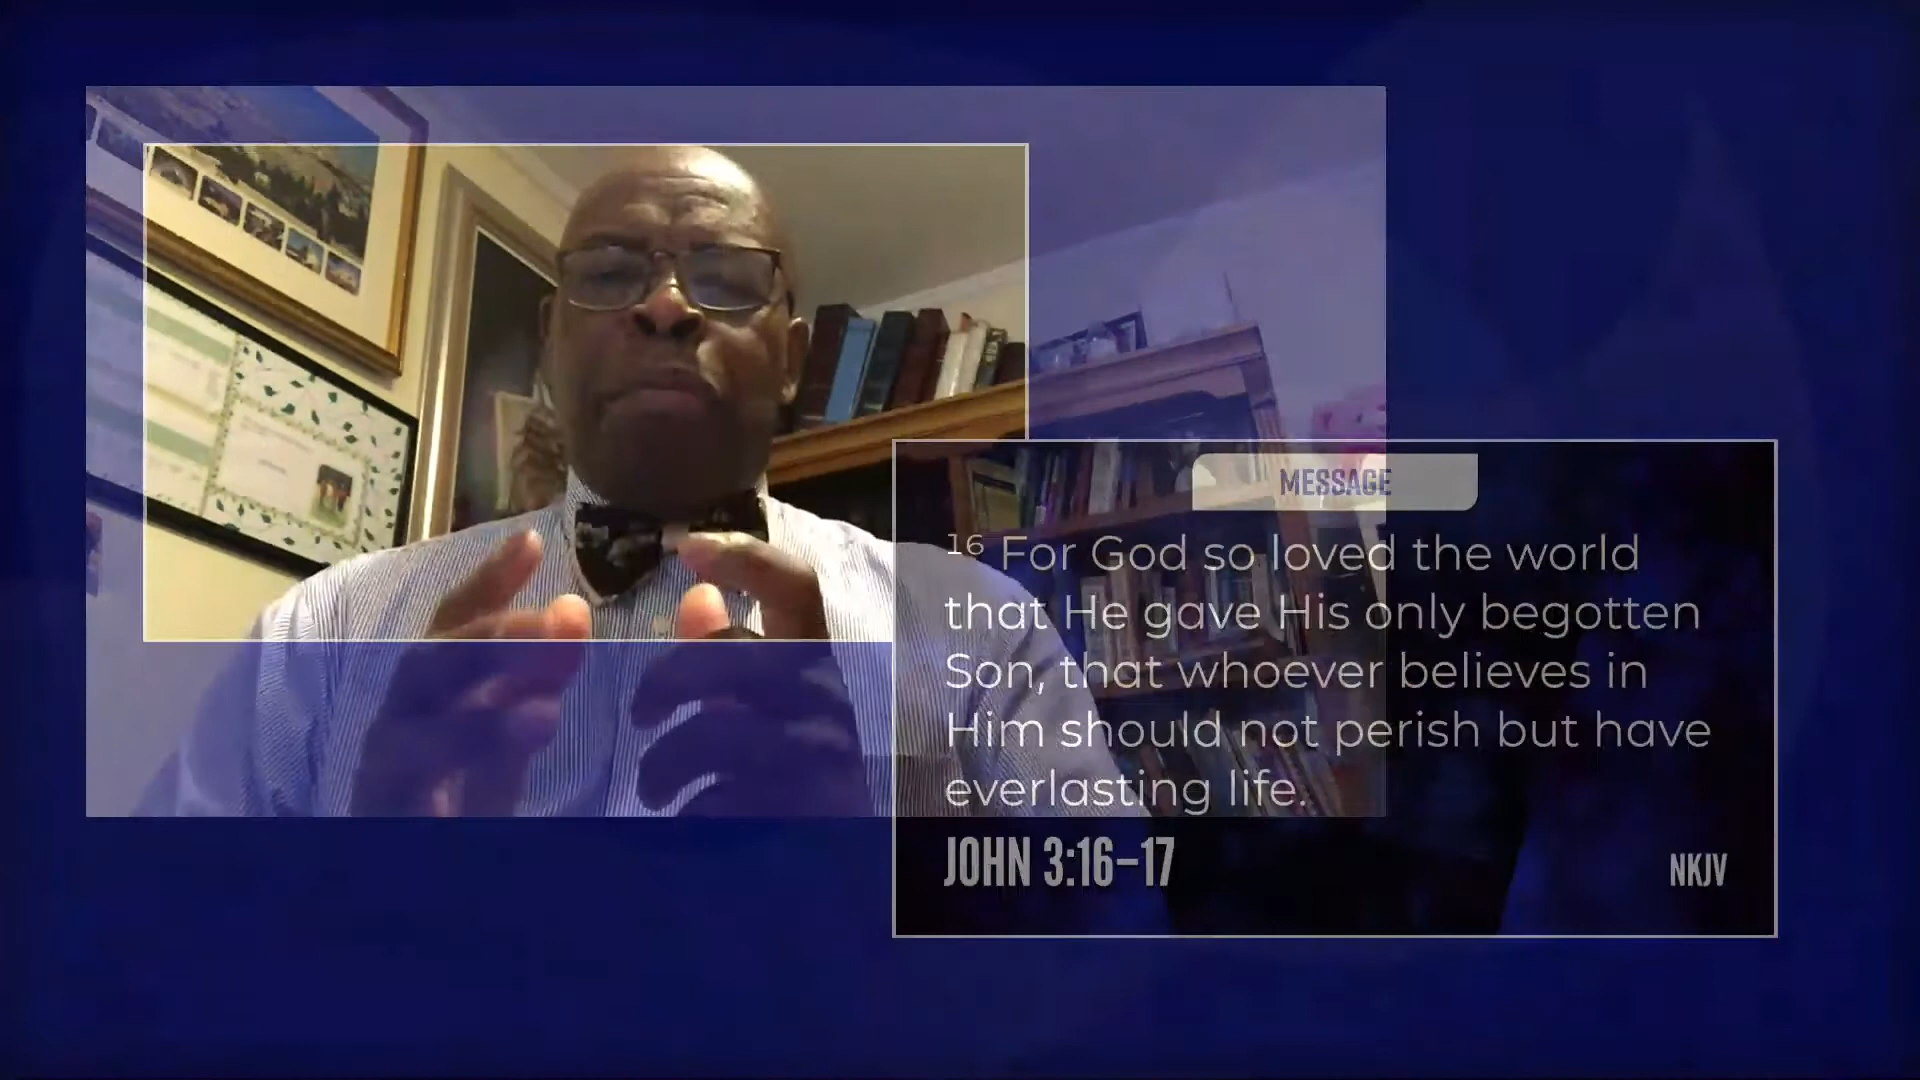 MESSAGE
16 For God so loved the world
that He gave His only begotten
Son, that whoever believes in
Him should not perish but have
everlasting life.
JOHN 3:16–17
NKJV